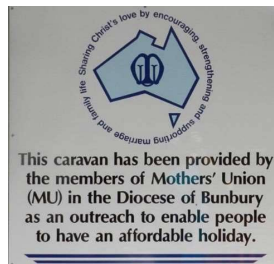 Sharing Christ's love by encouraging, strengthening
and supporting marriage and family life
This caravan has been provided by
the members of Mothers' Union
(MU) in the Diocese of Bunbury
as an outreach to enable people
to have an affordable holiday.